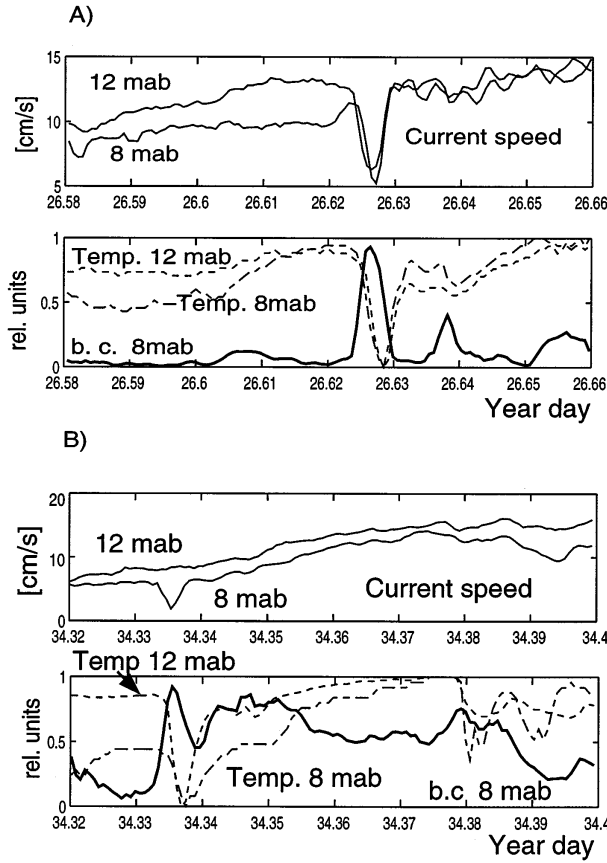 A)
15
12 mab
10
[cm/s]
8 mab
Current speed
5
26.58 26.59 26.6 26.61 26.62 26.63 26.64 26.65 26.66
1
Temp. 12 mab
rel. units
0.5
Temp. 8mab
b. c. 8mab
0
26.58 26.59 26.6 26.61 26.62 26.63 26.64 26.65 26.66
Year day
B)
20
12 mab
[cm/s]
10
8 mab
Current speed
0
34.32 34.33 34.34 34.35 34.36 34.37 34.38 34.39 34.4
Temp 12 mab
1
rel. units
0.5
Temp. 8 mab
b.c 8 mab
0
34.32 34.33 34.34 34.35 34.36 34.37 34.38 34.39 34.4
Year day